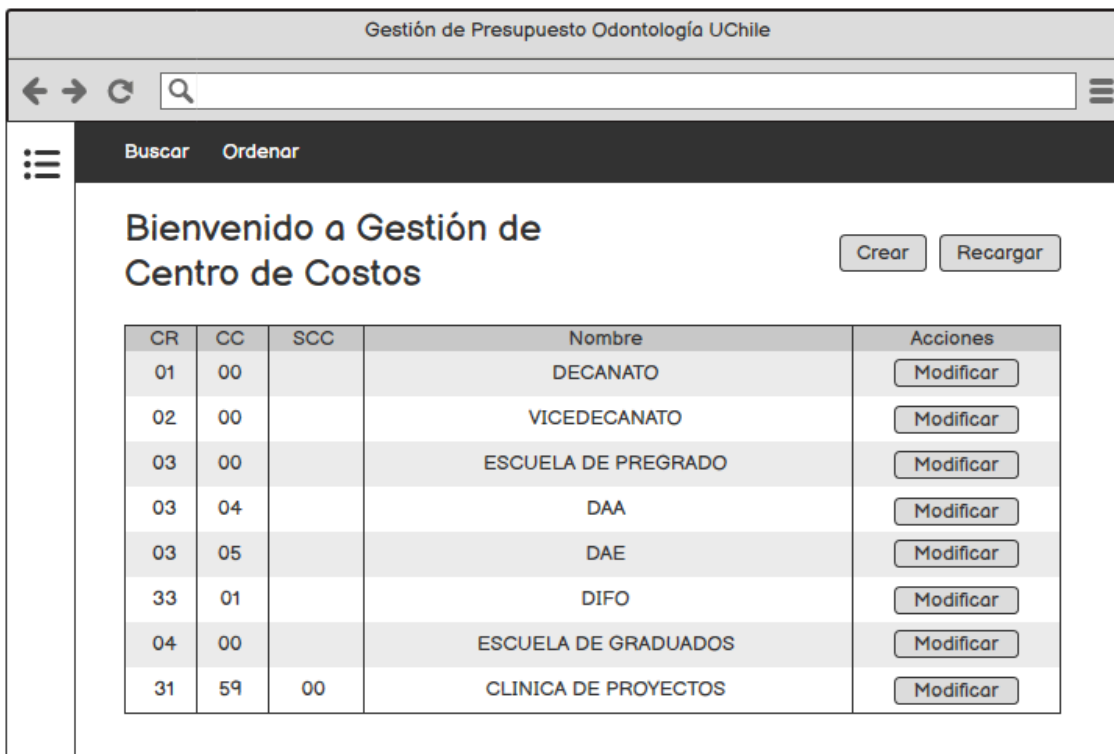 Gestión de Presupuesto Odontología UChile
Buscar Ordenar
Bienvenido a Gestión de
Centro de Costos
Crear Recargar
CR CC SCC Nombre Acciones
01 00 DECANATO Modificar
02 00 VICEDECANATO Modificar
03 00 ESCUELA DE PREGRADO Modificar
03 04 DAA Modificar
03 05 DAE Modificar
33 01 DIFO Modificar
04 00 ESCUELA DE GRADUADOS Modificar
31 59 00 CLINICA DE PROYECTOS Modificar